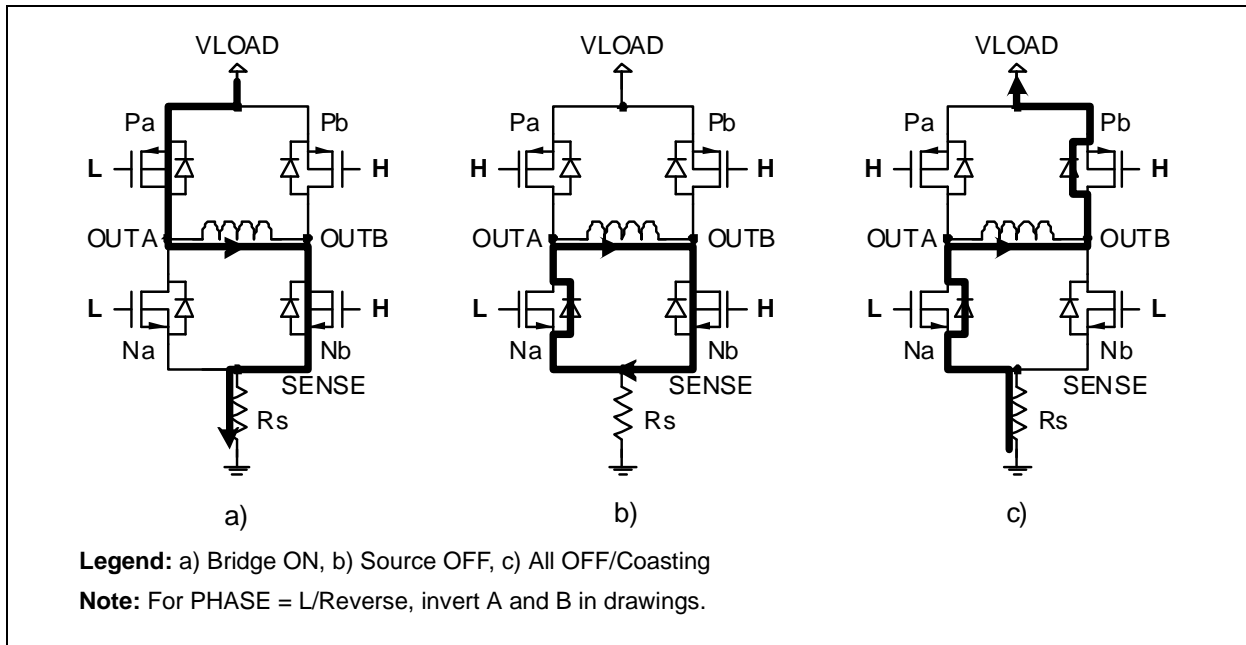 VLOAD VLOAD VLOAD
Pa Pb Pa Pb Pa Pb
L H H H H H
OUTA OUTB OUTA OUTB OUTA OUTB
L H L H L L
Na Nb Na Nb Na Nb
SENSE SENSE SENSE
Rs Rs Rs
a) b) c)
Legend: a) Bridge ON, b) Source OFF, c) All OFF/Coasting
Note: For PHASE = L/Reverse, invert A and B in drawings.